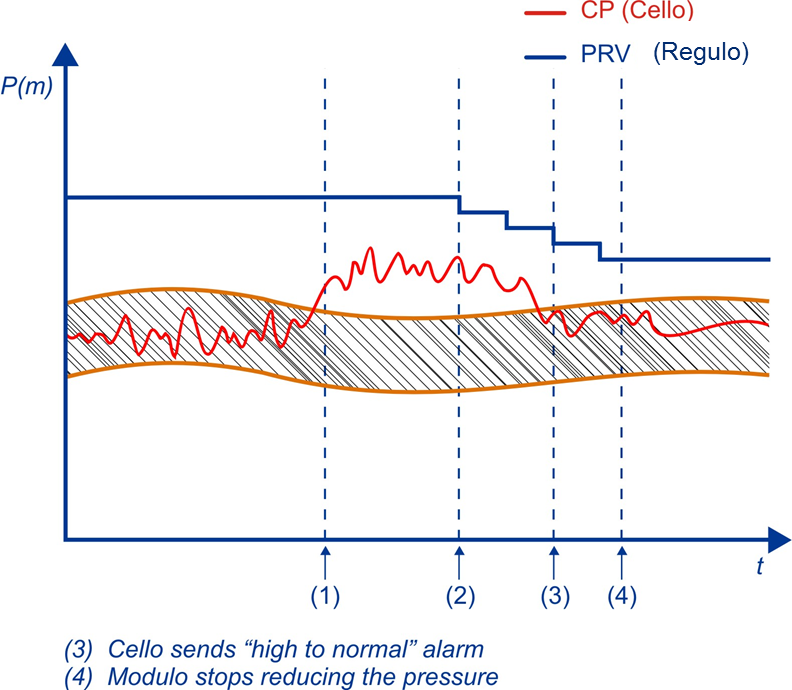 CP (Cello)
PRV (Regulo)
P(m)
t
(1) (2) (3) (4)
(3) Cello sends “high to normal” alarm
(4) Modulo stops reducing the pressure